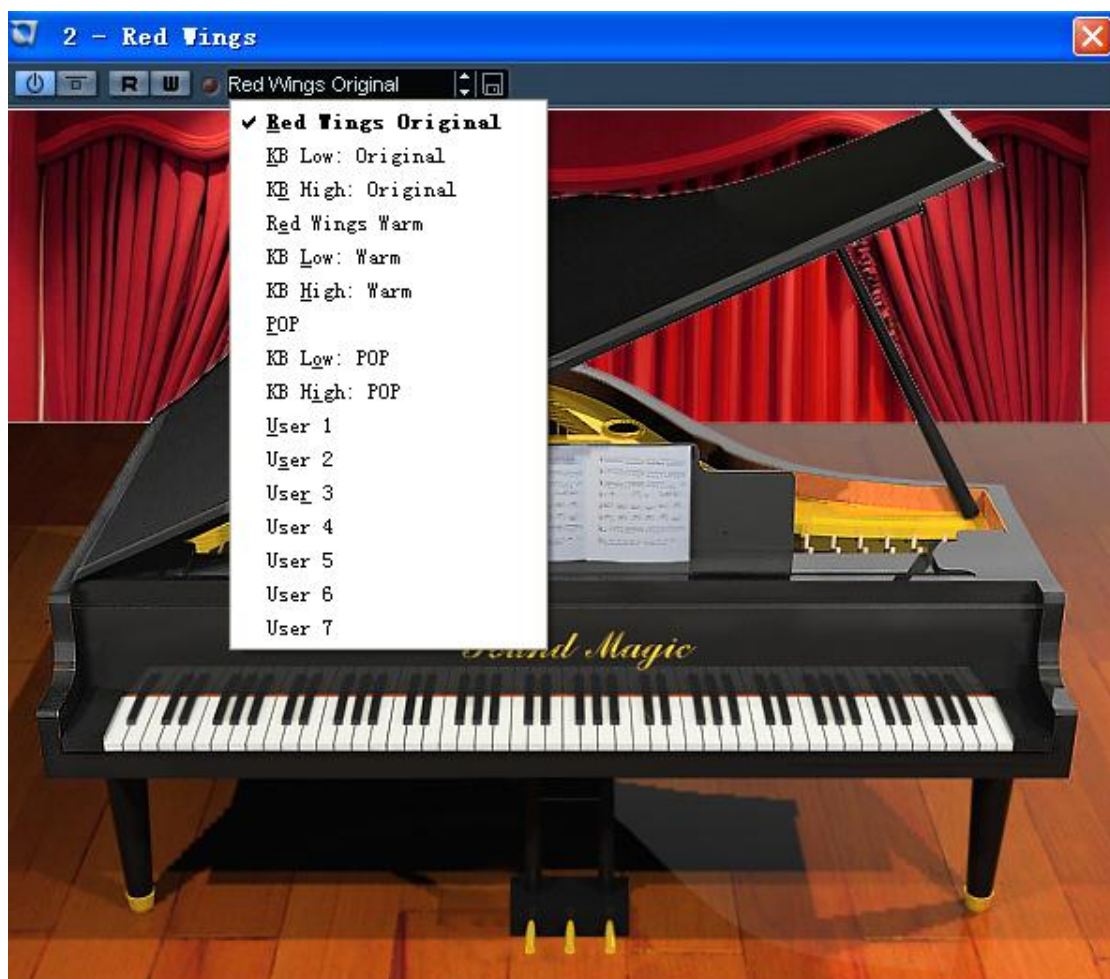 2 - Red Wings
R W Red Wings Original
Red Wings Original
KB Low: Original
KB High: Original
Red Wings Warm
KB Low: Warm
KB High: Warm
POP
KB Low: POP
KB High: POP
User 1
User 2
User 3
User 4
User 5
User 6
User 7
Magic